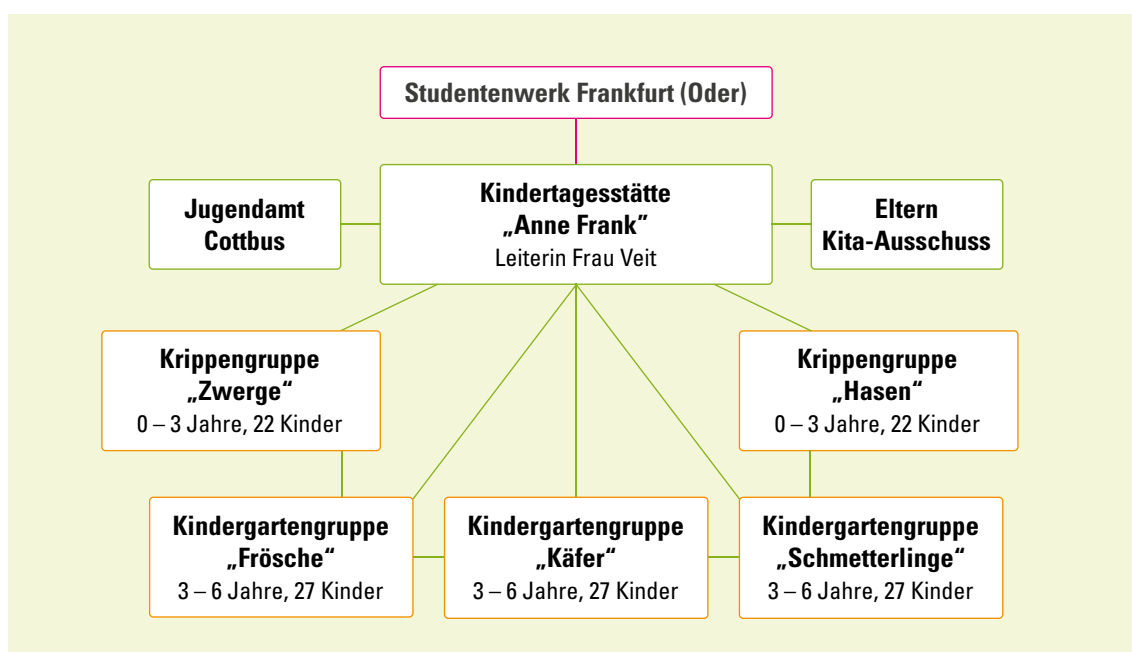 Studentenwerk Frankfurt (Oder)
Jugendamt
Cottbus
Kindertagesstätte
„Anne Frank”
Leiterin Frau Veit
Eltern
Kita-Ausschuss
Krippengruppe
„Zwerge“
0 – 3 Jahre, 22 Kinder
Krippengruppe
„Hasen“
0 – 3 Jahre, 22 Kinder
Kindergartengruppe
„Frösche“
3 – 6 Jahre, 27 Kinder
Kindergartengruppe
„Käfer“
3 – 6 Jahre, 27 Kinder
Kindergartengruppe
„Schmetterlinge“
3 – 6 Jahre, 27 Kinder